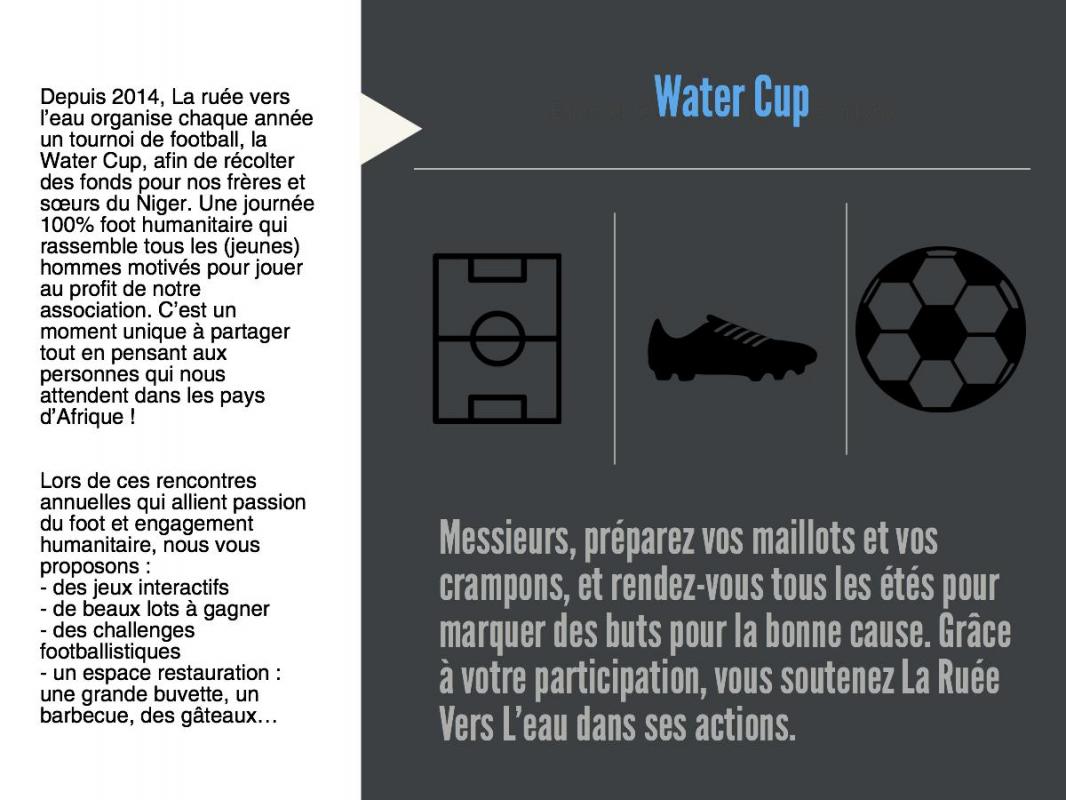 Depuis 2014, La ruée vers
l'eau organise chaque année
un tournoi de football, la
Water Cup, afin de récolter
des fonds pour nos frères et
sœurs du Niger. Une journée
100% foot humanitaire qui
rassemble tous les (jeunes)
hommes motivés pour jouer
au profit de notre
association. C'est un
moment unique à partager
tout en pensant aux
personnes qui nous
attendent dans les pays
d'Afrique !
Lors de ces rencontres
annuelles qui allient passion
du foot et engagement
humanitaire, nous vous
proposons :
- des jeux interactifs
- de beaux lots à gagner
- des challenges
footballistiques
- un espace restauration :
une grande buvette, un
barbecue, des gâteaux…
Water Cup
Messieurs, préparez vos maillots et vos
crampons, et rendez-vous tous les étés pour
marquer des buts pour la bonne cause. Grâce
à votre participation, vous soutenez La Ruée
Vers L'eau dans ses actions.